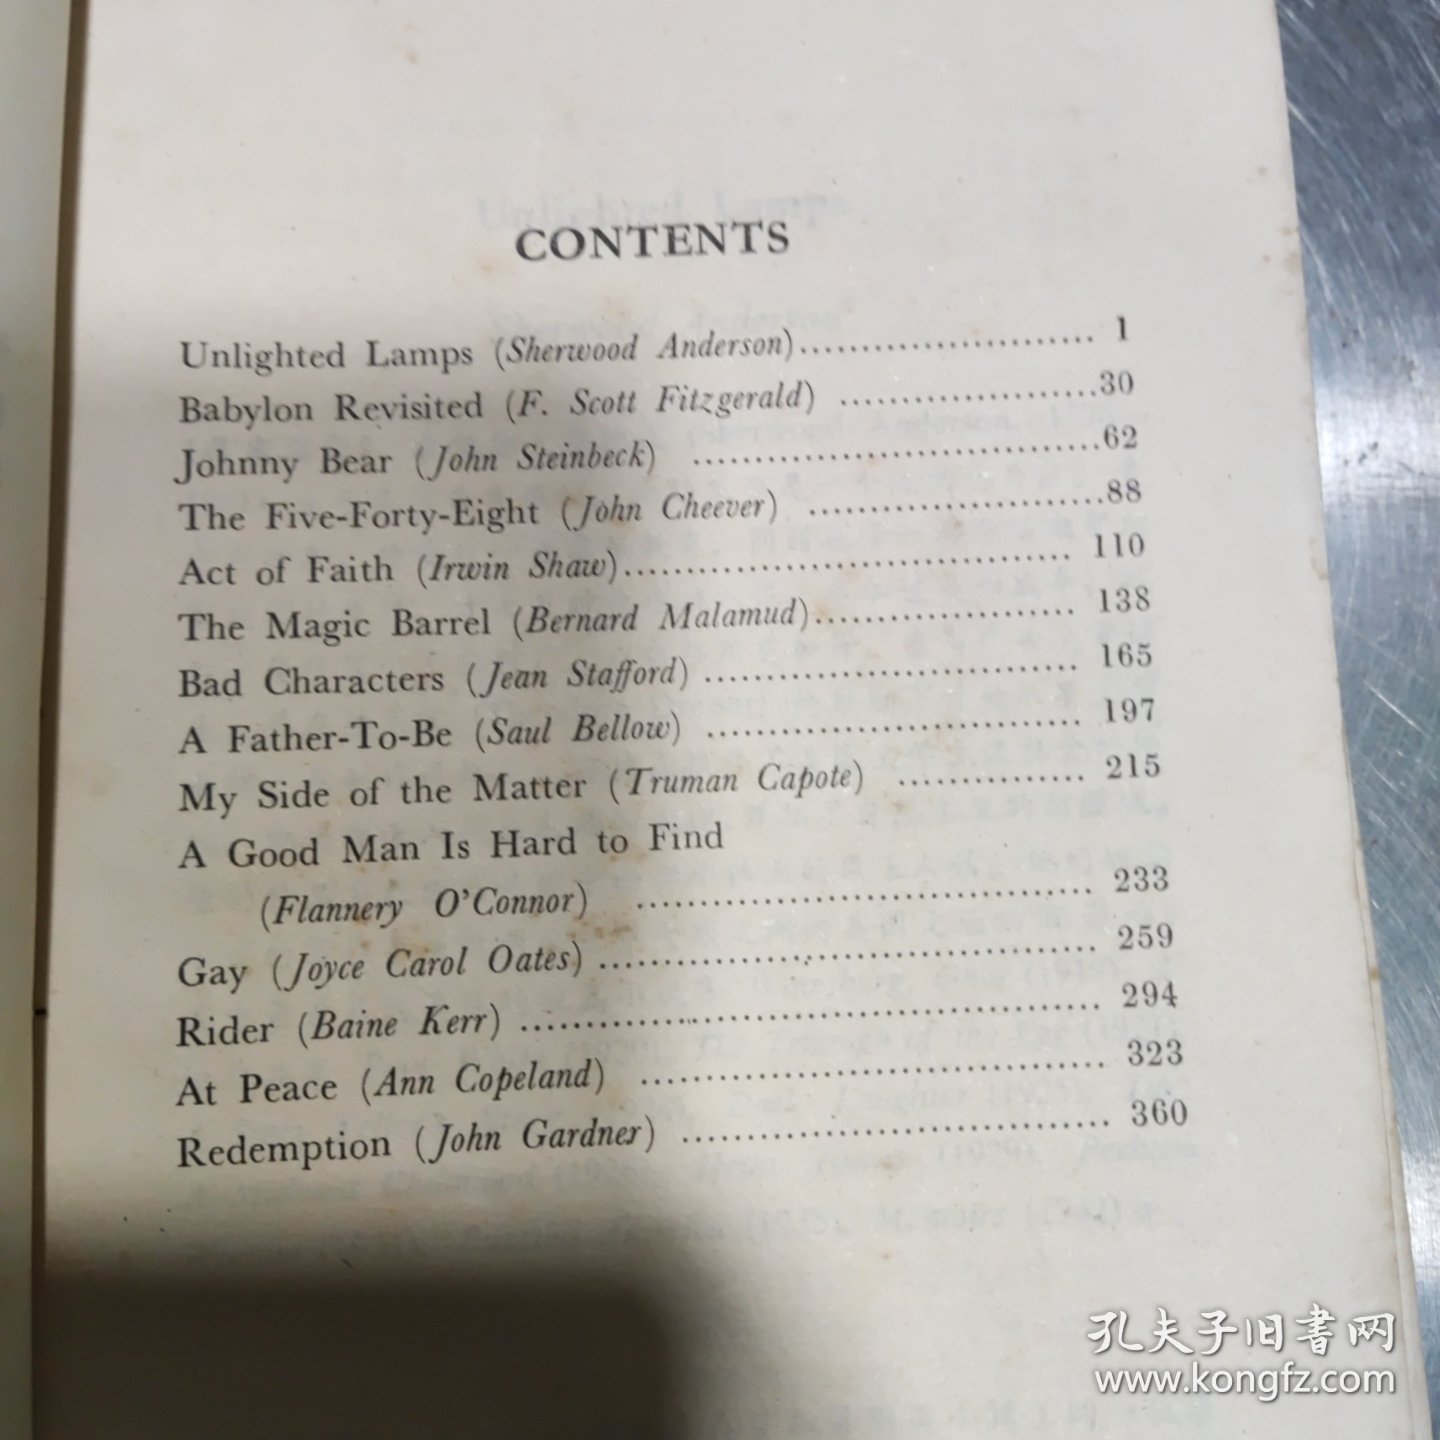 CONTENTS
Unlighted Lamps (Sherwood Anderson)........................ 1
Babylon Revisited (F. Scott Fitzgerald) .....................30
Johnny Bear (John Steinbeck) .................................62
The Five-Forty-Eight (John Cheever) ........................88
Act of Faith (Irwin Shaw).................................... 110
The Magic Barrel (Bernard Malamud)..................... 138
Bad Characters (Jean Stafford) .............................. 165
A Father-To-Be (Saul Bellow) .............................. 197
My Side of the Matter (Truman Capote) ............... 215
A Good Man Is Hard to Find
(Flannery O'Connor) .................................... 233
Gay (Joyce Carol Oates) ....................................... 259
Rider (Baine Kerr) ............................................. 294
At Peace (Ann Copeland) .................................... 323
Redemption (John Gardner) ................................. 360
孔夫子旧书网
www.kongfz.com